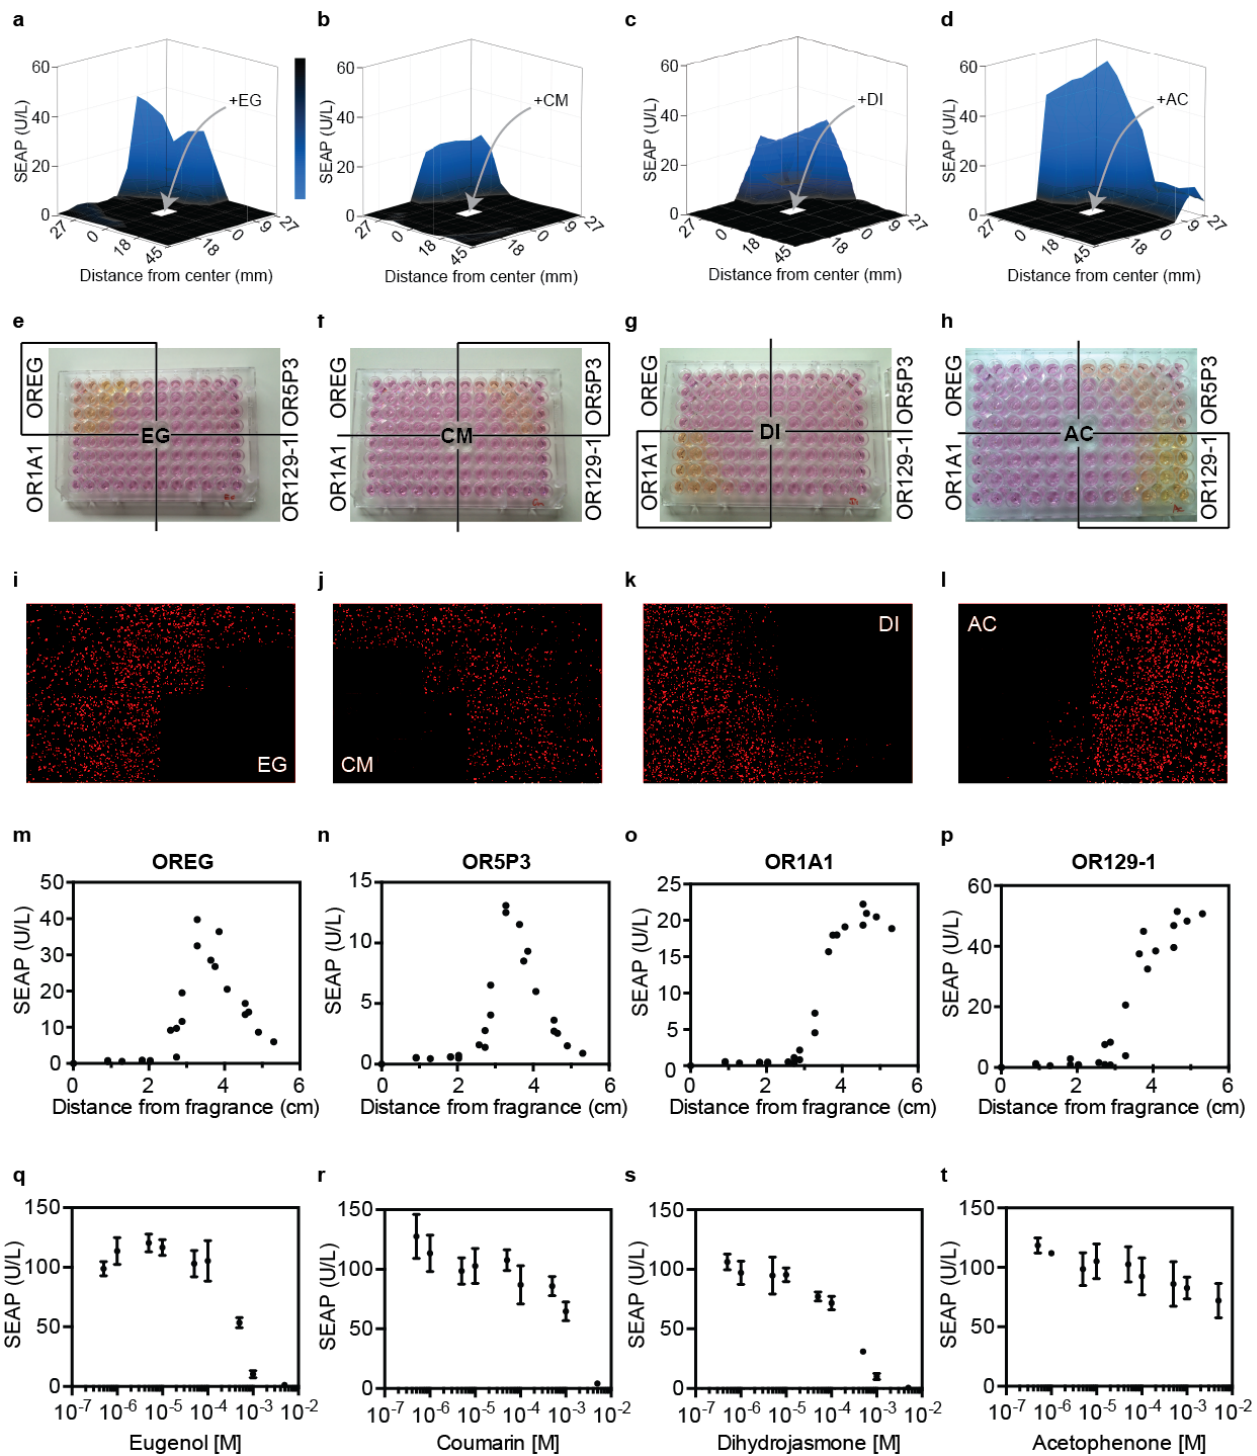 a b c d
60 60 60 60
40 40 40 40
20 20 20 20
0 0 0 0
SEAP (U/L) SEAP (U/L) SEAP (U/L) SEAP (U/L)
+EG +CM +DI +AC
27 0 18 45 18 0 9 27
27 0 18 45 18 0 9 27
27 0 18 45 18 0 9 27
27 0 18 45 18 0 9 27
Distance from center (mm) Distance from center (mm) Distance from center (mm) Distance from center (mm)
e f g h
OREG OR5P3 OREG OR5P3 OREG OR5P3 OREG OR5P3
EG CM DI AC
OR1A1 OR129-1 OR1A1 OR129-1 OR1A1 OR129-1 OR1A1 OR129-1
i j k l
DI AC
EG CM
m n o p
OREG OR5P3 OR1A1 OR129-1
SEAP (U/L) SEAP (U/L) SEAP (U/L) SEAP (U/L)
50 40 30 20 10 0
15 10 5 0
25 20 15 10 5 0
60 40 20 0
0 2 4 6 0 2 4 6 0 2 4 6 0 2 4 6
Distance from fragrance (cm) Distance from fragrance (cm) Distance from fragrance (cm) Distance from fragrance (cm)
q r s t
SEAP (U/L) SEAP (U/L) SEAP (U/L) SEAP (U/L)
150 150 150 150
100 100 100 100
50 50 50 50
0 0 0 0
10-7 10-6 10-5 10-4 10-3 10-2 10-7 10-6 10-5 10-4 10-3 10-2 10-7 10-6 10-5 10-4 10-3 10-2 10-7 10-6 10-5 10-4 10-3 10-2
Eugenol [M] Coumarin [M] Dihydrojasmone [M] Acetophenone [M]